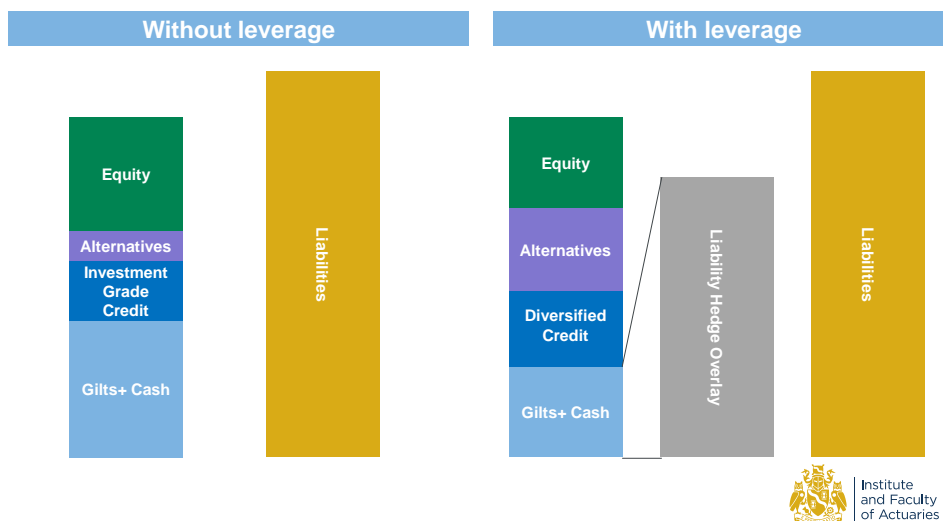 Without leverage
With leverage
Equity
Alternatives
Investment
Grade
Credit
Gilts+ Cash
Liabilities
Equity
Alternatives
Diversified
Credit
Gilts+ Cash
Liability Hedge Overlay
Liabilities
Institute
and Faculty
of Actuaries